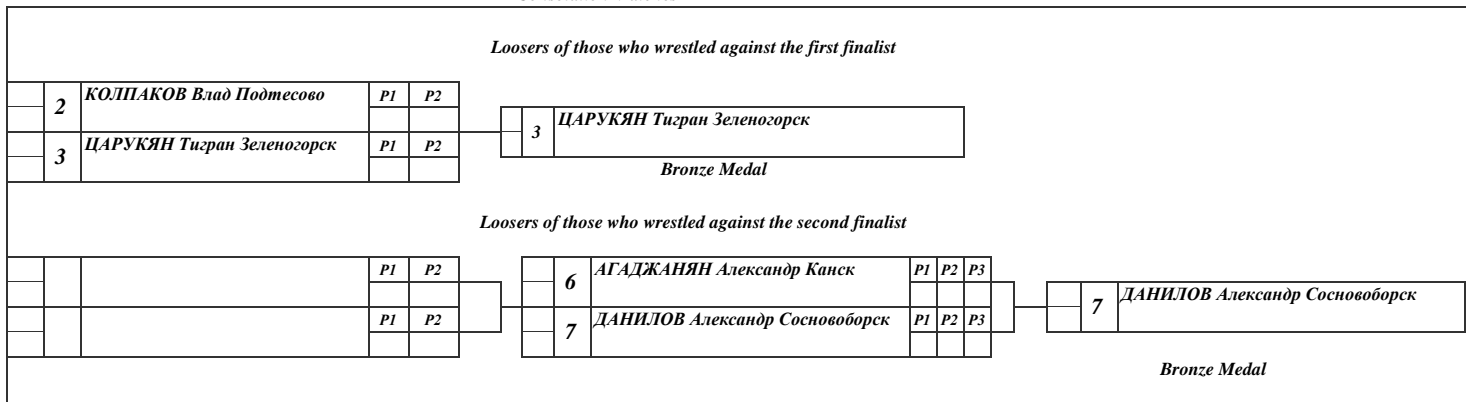 Loosers of those who wrestled against the first finalist
2 КОЛПАКОВ Влад Подтесово P1 P2
3 ЦАРУКЯН Тигран Зеленогорск
3 ЦАРУКЯН Тигран Зеленогорск P1 P2
Bronze Medal
Loosers of those who wrestled against the second finalist
P1 P2 6 АГАДЖАНЯН Александр Канск P1 P2 P3
7 ДАНИЛОВ Александр Сосновоборск
P1 P2 7 ДАНИЛОВ Александр Сосновоборск P1 P2 P3
Bronze Medal